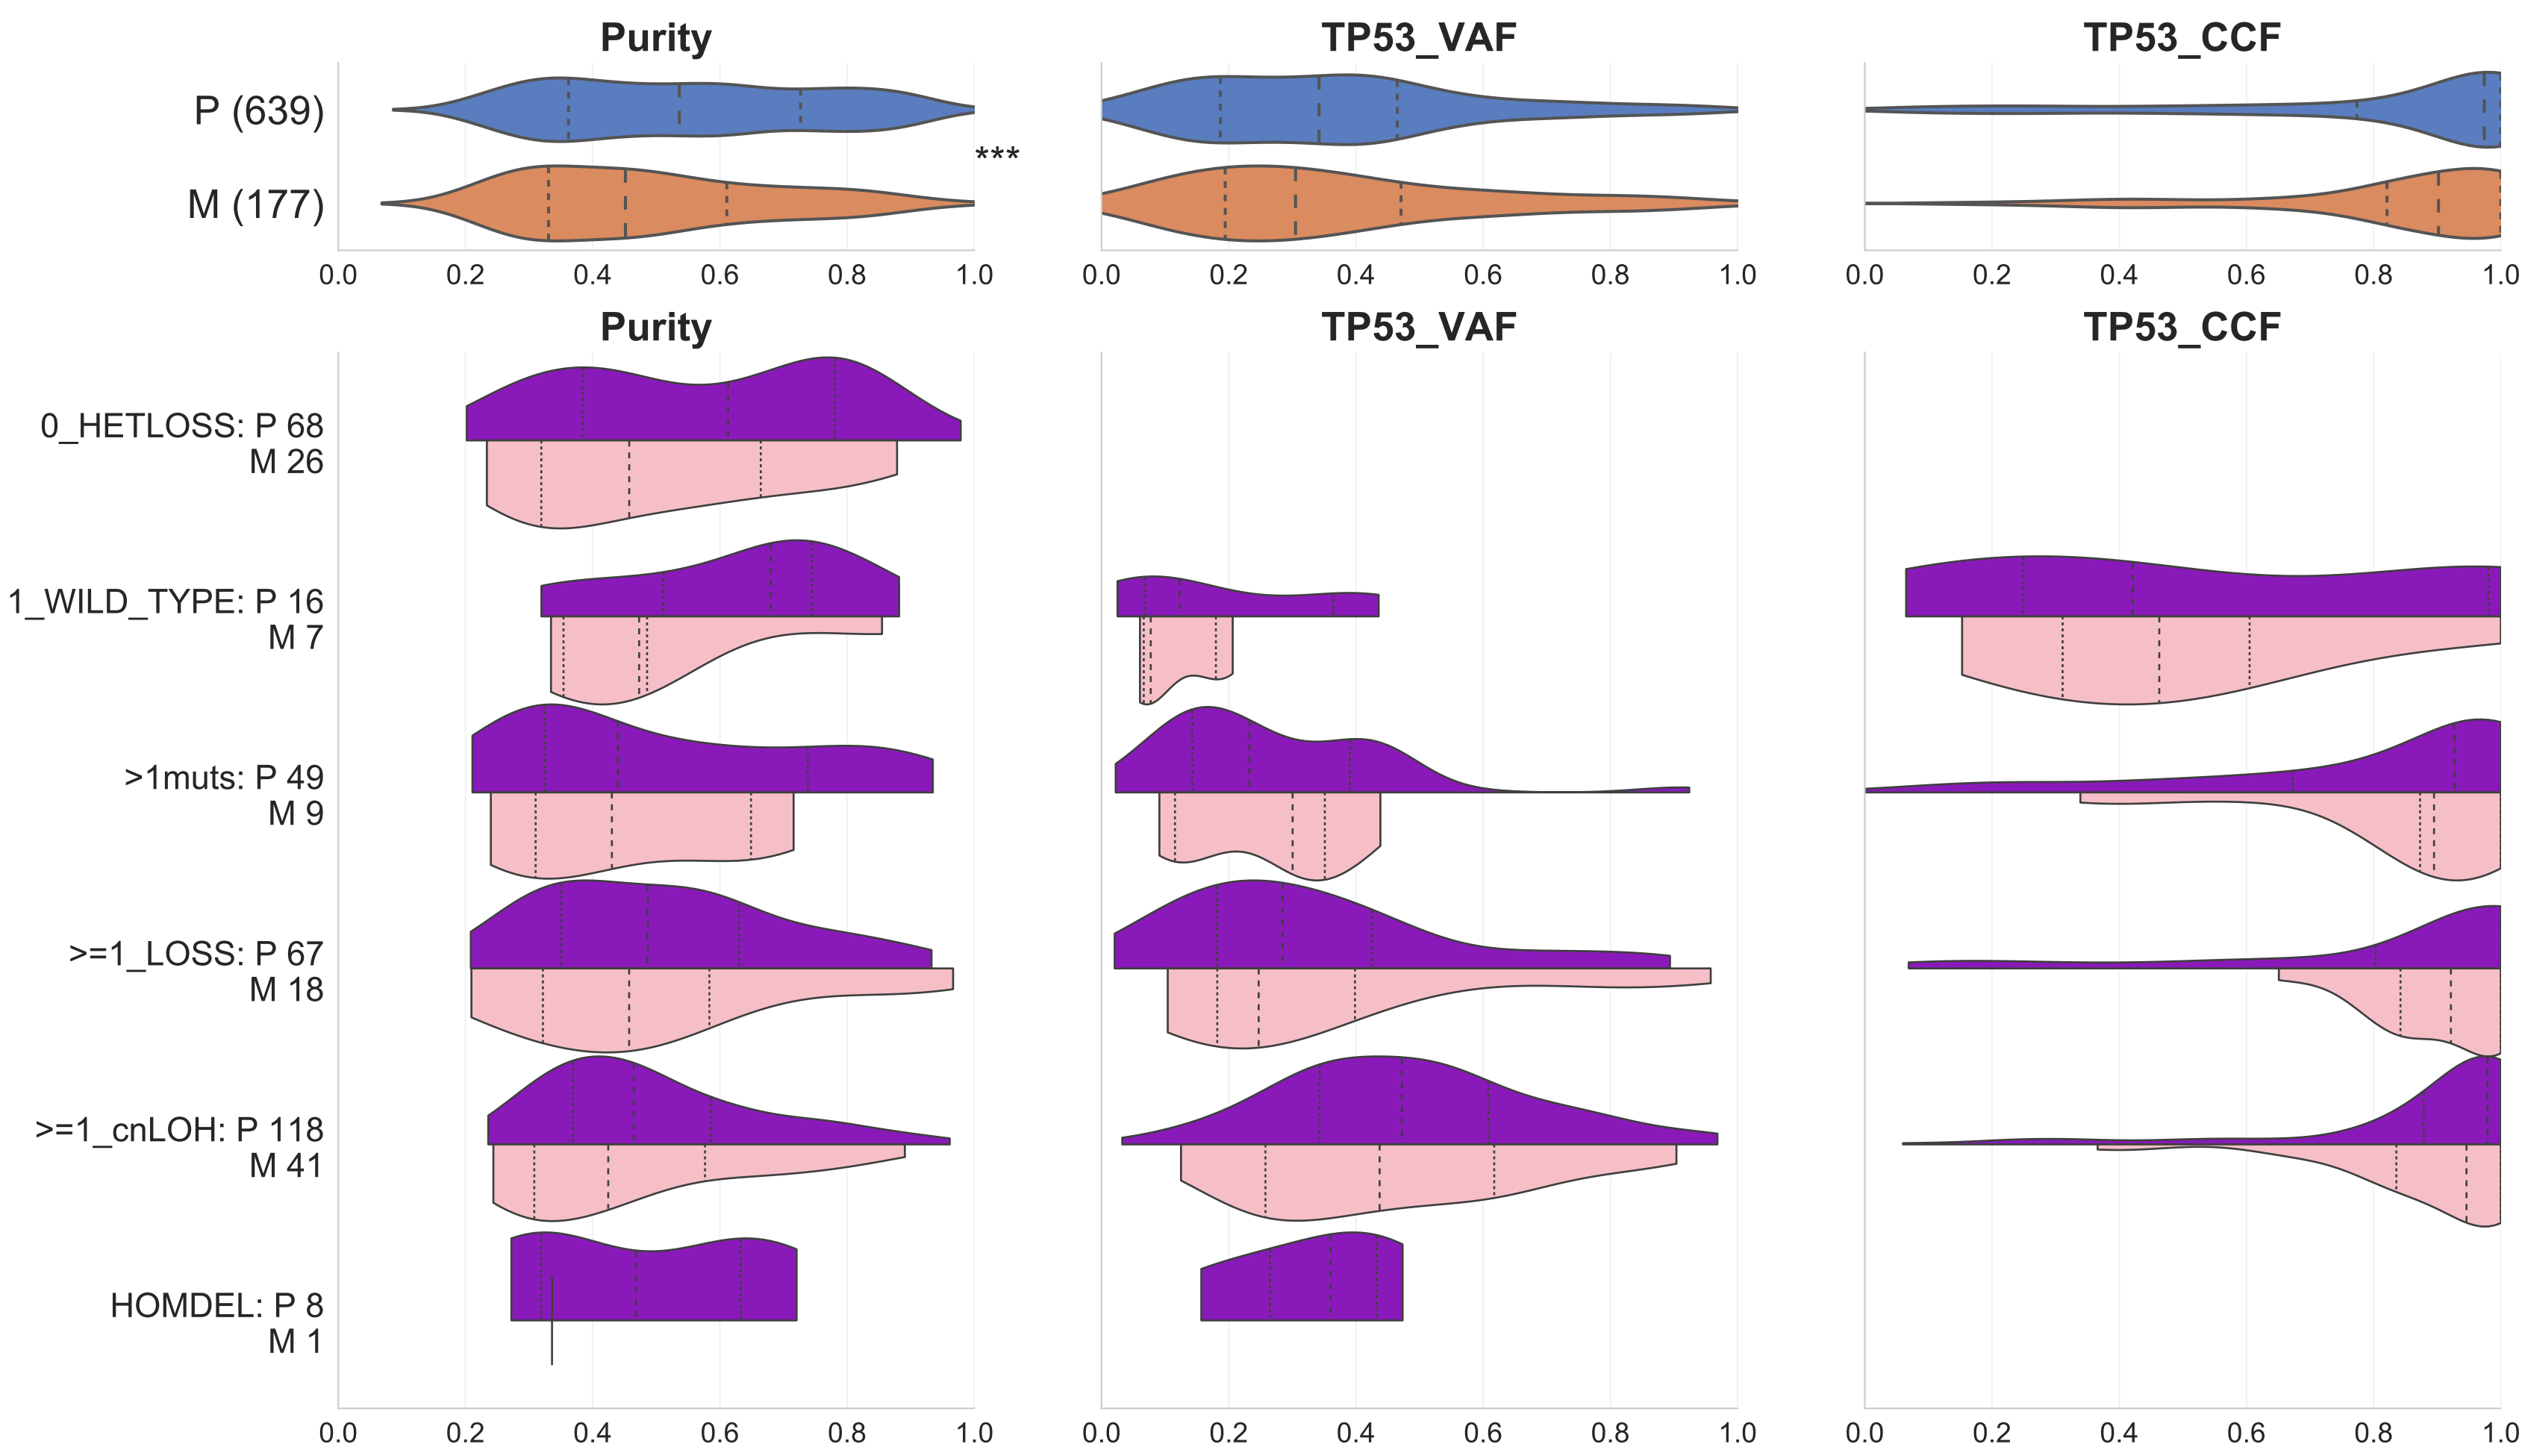 Purity TP53_VAF TP53_CCF
P (639)
***
M (177)
0.0 0.2 0.4 0.6 0.8 1.0 0.0 0.2 0.4 0.6 0.8 1.0 0.0 0.2 0.4 0.6 0.8 1.0
Purity TP53_VAF TP53_CCF
0_HETLOSS: P 68
M 26
1_WILD_TYPE: P 16
M 7
>1muts: P 49
M 9
>=1_LOSS: P 67
M 18
>=1_cnLOH: P 118
M 41
HOMDEL: P 8
M 1
0.0 0.2 0.4 0.6 0.8 1.0 0.0 0.2 0.4 0.6 0.8 1.0 0.0 0.2 0.4 0.6 0.8 1.0